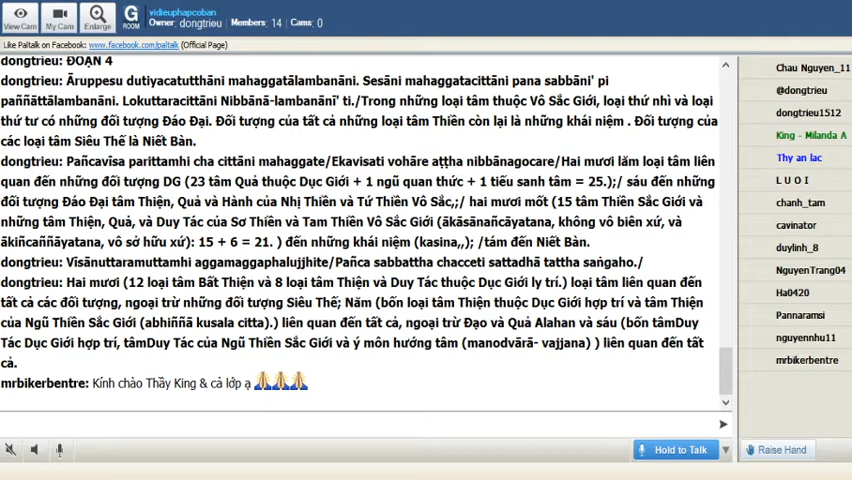 vidieuphapcoban
Owner: dongtrieu Members: 14 Cams: 0
View Cam My Cam Enlarge G ROOM
Like Paltalk on Facebook: www.facebook.com/paltalk (Official Page)
dongtrieu: ĐOẠN 4
dongtrieu: Āruppesu dutiyacatutthāni mahaggatālambanāni. Sesāni mahaggatacittāni pana sabbāni' pi
paññāttālambanāni. Lokuttaracittāni Nibbānā-lambanāni' ti./Trong những loại tâm thuộc Vô Sắc Giới, loại thứ nhì và loại
thứ tư có những đối tượng Đáo Đại. Đối tượng của tất cả những loại tâm Thiền còn lại là những khái niệm . Đối tượng của
các loại tâm Siêu Thế là Niết Bàn.
dongtrieu: Pañcavīsa parittamhi cha cittāni mahaggate/Ekavisati vohāre aṭṭha nibbānagocare/Hai mươi lăm loại tâm liên
quan đến những đối tượng DG (23 tâm Quả thuộc Dục Giới + 1 ngũ quan thức + 1 tiếu sanh tâm = 25.);/ sáu đến những
đối tượng Đáo Đại tâm Thiện, Quả và Hành của Nhị Thiền và Tứ Thiền Vô Sắc,;/ hai mươi mốt (15 tâm Thiền Sắc Giới và
những tâm Thiện, Quả, và Duy Tác của Sơ Thiền và Tam Thiền Vô Sắc Giới (ākāsānañcāyatana, không vô biên xứ, và
ākiñcaññāyatana, vô sở hữu xứ): 15 + 6 = 21. ) đến những khái niệm (kasina,,); /tám đến Niết Bàn.
dongtrieu: Vīsānuttaramuttamhi aggamaggaphalujjhite/Pañca sabbattha chacceti sattadhā tattha saṅgaho./
dongtrieu: Hai mươi (12 loại tâm Bất Thiện và 8 loại tâm Thiện và Duy Tác thuộc Dục Giới ly trí.) loại tâm liên quan đến
tất cả các đối tượng, ngoại trừ những đối tượng Siêu Thế; Năm (bốn loại tâm Thiện thuộc Dục Giới hợp trí và tâm Thiện
của Ngũ Thiền Sắc Giới (abhiññā kusala citta).) liên quan đến tất cả, ngoại trừ Đạo và Quả Alahan và sáu (bốn tâmDuy
Tác Dục Giới hợp trí, tâmDuy Tác của Ngũ Thiền Sắc Giới và ý môn hướng tâm (manodvārā- vajjana) ) liên quan đến tất
cả.
mrbikerbentre: Kính chào Thầy King & cả lớp ạ 🙏🙏🙏
Hold to Talk
Chau Nguyen_11
@dongtrieu
dongtrieu1512
King - Milanda A
Thy an lac
L U O I
chanh_tam
cavinator
duylinh_8
NguyenTrang04
Ha0420
Pannaramsi
nguyennhu11
mrbikerbentre
Raise Hand